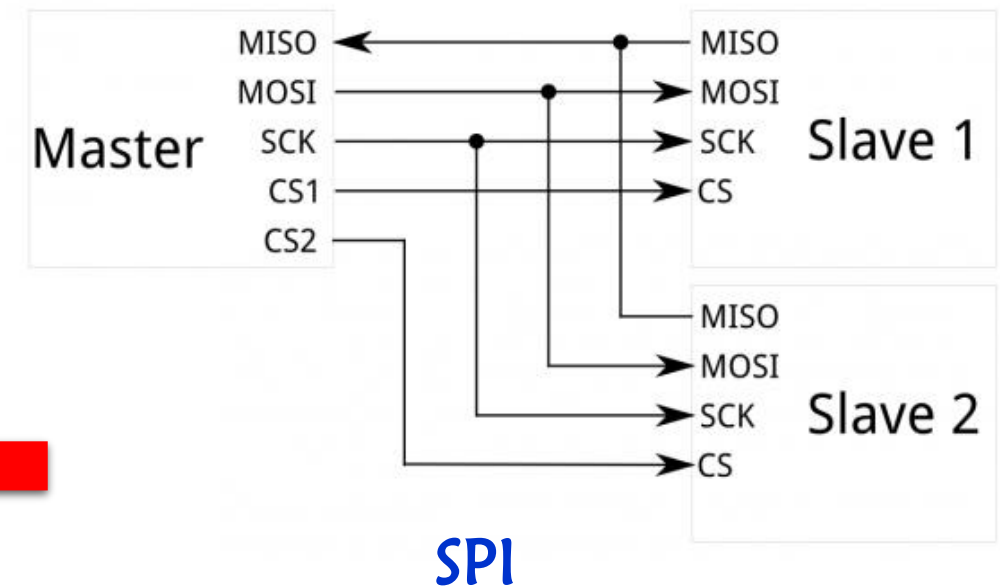 Master
MISO
MOSI
SCK
CS1
CS2
MISO
MOSI
SCK
CS
Slave 1
MISO
MOSI
SCK
CS
Slave 2
SPI